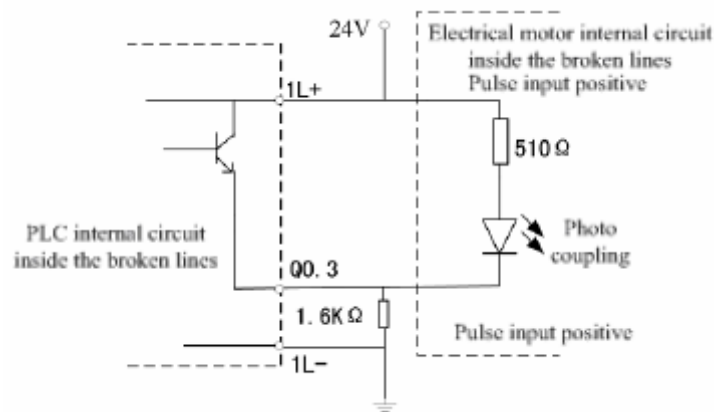 24V
Electrical motor internal circuit
inside the broken lines
Pulse input positive
1L+
510Ω
PLC internal circuit
inside the broken lines
Photo
coupling
Q0.3
1.6KΩ
Pulse input positive
1L-